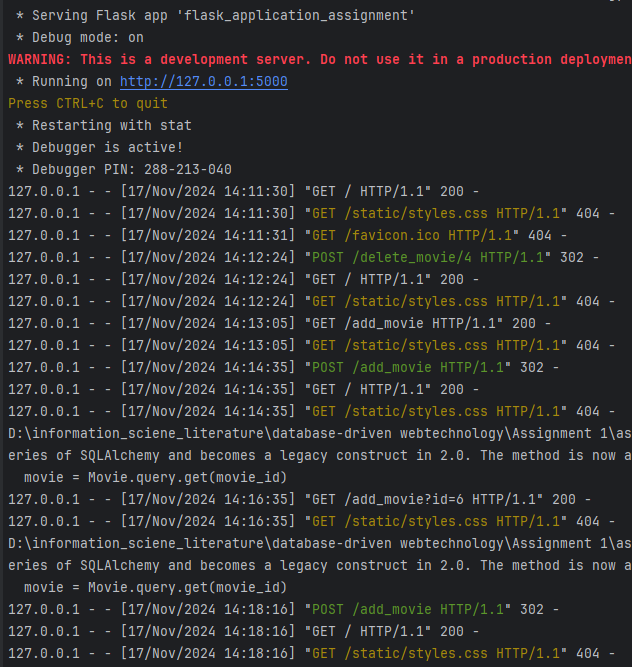 * Serving Flask app 'flask_application_assignment'
* Debug mode: on
WARNING: This is a development server. Do not use it in a production deploymen
* Running on http://127.0.0.1:5000
Press CTRL+C to quit
* Restarting with stat
* Debugger is active!
* Debugger PIN: 288-213-040
127.0.0.1 - - [17/Nov/2024 14:11:30] "GET / HTTP/1.1" 200 -
127.0.0.1 - - [17/Nov/2024 14:11:30] "GET /static/styles.css HTTP/1.1" 404 -
127.0.0.1 - - [17/Nov/2024 14:11:31] "GET /favicon.ico HTTP/1.1" 404 -
127.0.0.1 - - [17/Nov/2024 14:12:24] "POST /delete_movie/4 HTTP/1.1" 302 -
127.0.0.1 - - [17/Nov/2024 14:12:24] "GET / HTTP/1.1" 200 -
127.0.0.1 - - [17/Nov/2024 14:12:24] "GET /static/styles.css HTTP/1.1" 404 -
127.0.0.1 - - [17/Nov/2024 14:13:05] "GET /add_movie HTTP/1.1" 200 -
127.0.0.1 - - [17/Nov/2024 14:13:05] "GET /static/styles.css HTTP/1.1" 404 -
127.0.0.1 - - [17/Nov/2024 14:14:35] "POST /add_movie HTTP/1.1" 302 -
127.0.0.1 - - [17/Nov/2024 14:14:35] "GET / HTTP/1.1" 200 -
127.0.0.1 - - [17/Nov/2024 14:14:35] "GET /static/styles.css HTTP/1.1" 404 -
D:\information_sciene_literature\database-driven webtechnology\Assignment 1\as
eries of SQLAlchemy and becomes a legacy construct in 2.0. The method is now a
movie = Movie.query.get(movie_id)
127.0.0.1 - - [17/Nov/2024 14:16:35] "GET /add_movie?id=6 HTTP/1.1" 200 -
127.0.0.1 - - [17/Nov/2024 14:16:35] "GET /static/styles.css HTTP/1.1" 404 -
D:\information_sciene_literature\database-driven webtechnology\Assignment 1\as
eries of SQLAlchemy and becomes a legacy construct in 2.0. The method is now a
movie = Movie.query.get(movie_id)
127.0.0.1 - - [17/Nov/2024 14:18:16] "POST /add_movie HTTP/1.1" 302 -
127.0.0.1 - - [17/Nov/2024 14:18:16] "GET / HTTP/1.1" 200 -
127.0.0.1 - - [17/Nov/2024 14:18:16] "GET /static/styles.css HTTP/1.1" 404 -